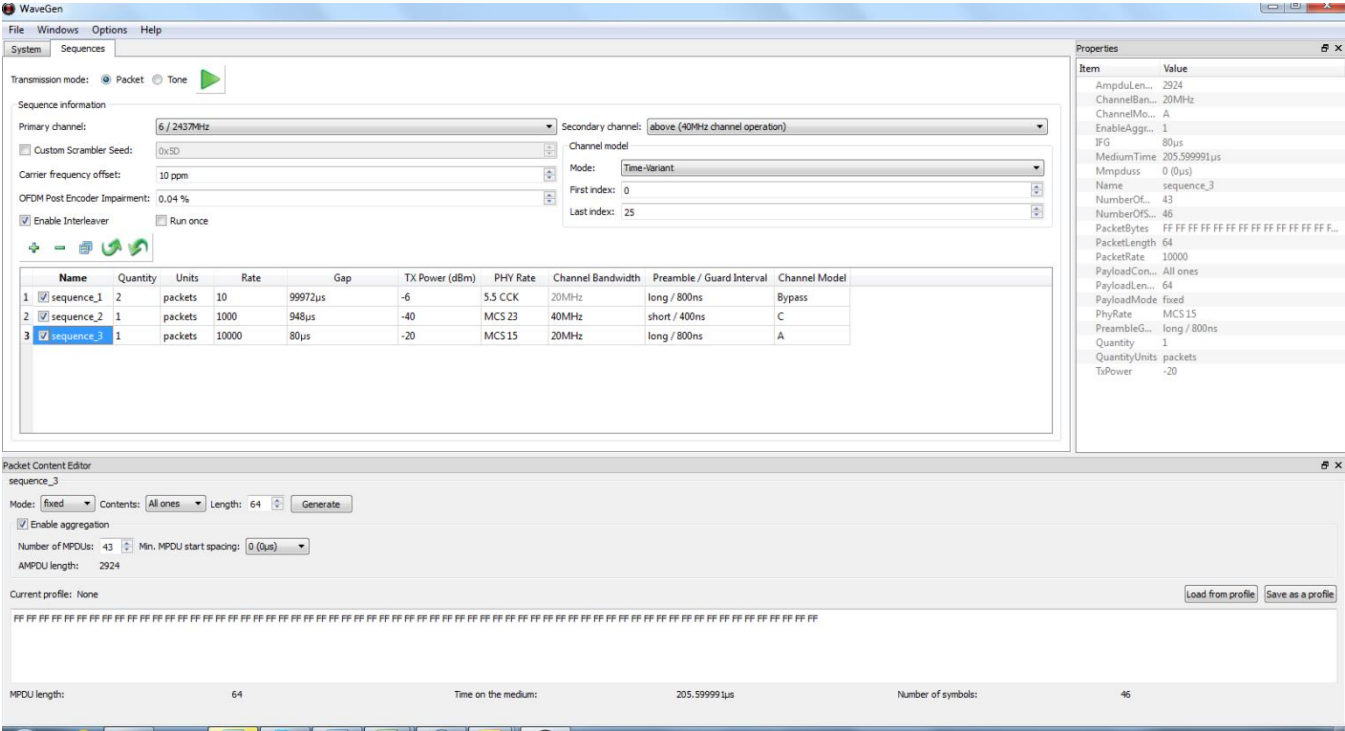 WaveGen
File Windows Options Help
System Sequences
Transmission mode: Packet Tone
Sequence information
Primary channel: 6 / 2437MHz Secondary channel: above (40MHz channel operation)
Custom Scrambler Seed: 0x5D
Carrier frequency offset: 10 ppm
OFDM Post Encoder Impairment: 0.04 %
Enable Interleaver Run once
Channel model
Mode: Time-Variant
First index: 0
Last index: 25
Name Quantity Units Rate Gap TX Power (dBm) PHY Rate Channel Bandwidth Preamble / Guard Interval Channel Model
1 sequence_1 2 packets 10 99972µs -6 5.5 CCK 20MHz long / 800ns Bypass
2 sequence_2 1 packets 1000 948µs -40 MCS 23 40MHz short / 400ns C
3 sequence_3 1 packets 10000 80µs -20 MCS 15 20MHz long / 800ns A
Properties
Item Value
AmpduLen... 2924
ChannelBan... 20MHz
ChannelMo... A
EnableAggr... 1
IFG 80µs
MediumTime 205.599991µs
Mmpduss 0 (0µs)
Name sequence_3
NumberOf... 43
NumberOfS... 46
PacketBytes FF FF FF FF FF FF FF FF FF FF FF FF FF F...
PacketLength 64
PacketRate 10000
PayloadCon... All ones
PayloadLen... 64
PayloadMode fixed
PhyRate MCS 15
PreambleG... long / 800ns
Quantity 1
QuantityUnits packets
TxPower -20
Packet Content Editor
sequence_3
Mode: fixed Contents: All ones Length: 64 Generate
Enable aggregation
Number of MPDUs: 43 Min. MPDU start spacing: 0 (0µs)
AMPDU length: 2924
Current profile: None Load from profile Save as a profile
FF FF FF FF FF FF FF FF FF FF FF FF FF FF FF FF FF FF FF FF FF FF FF FF FF FF FF FF FF FF FF FF FF FF FF FF FF FF FF FF FF FF FF FF FF FF FF FF FF FF FF FF FF FF FF FF FF FF FF FF FF FF FF FF
MPDU length: 64 Time on the medium: 205.599991µs Number of symbols: 46